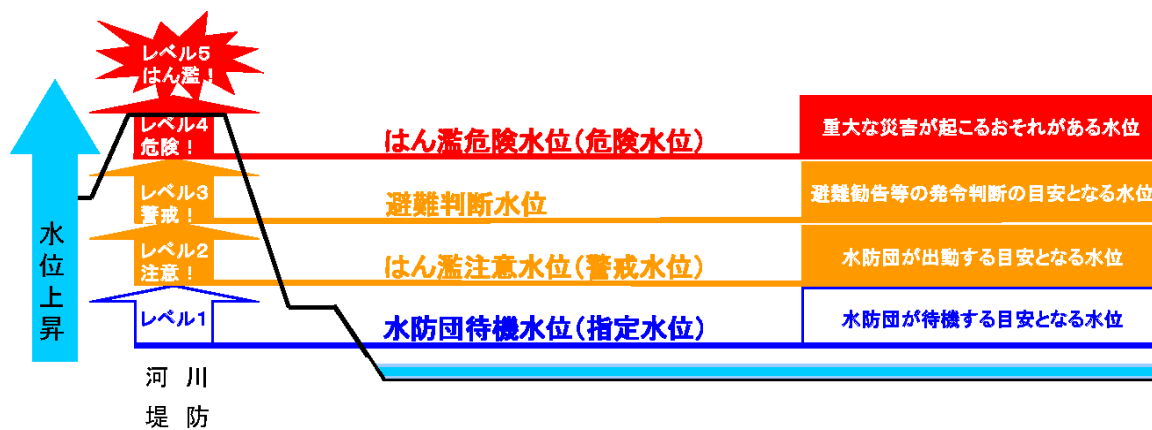 レベル5
はん濫！
レベル4
危険！
はん濫危険水位(危険水位)
重大な災害が起こるおそれがある水位
レベル3
警戒！
避難判断水位
避難勧告等の発令判断の目安となる水位
レベル2
注意！
はん濫注意水位(警戒水位)
水防団が出動する目安となる水位
レベル1
水防団待機水位(指定水位)
水防団が待機する目安となる水位
水位上昇
河川
堤防